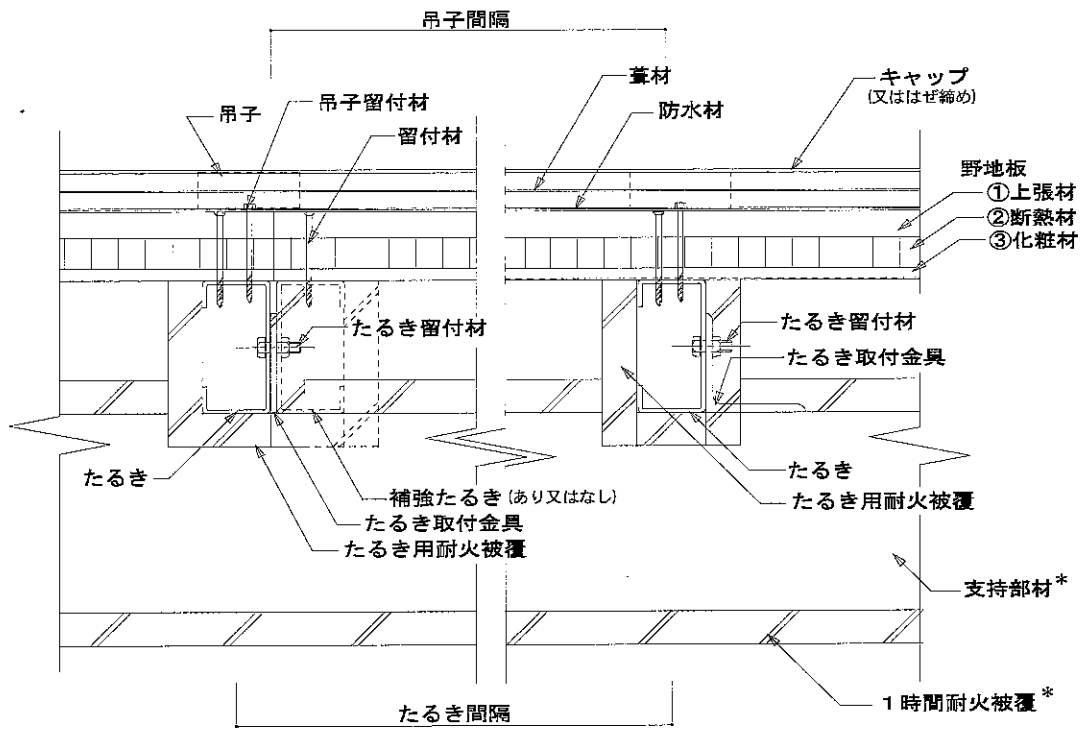 吊子間隔
葺材
キャップ
(又ははぜ締め)
吊子留付材
吊子
防水材
留付材
野地板
①上張材
②断熱材
③化粧材
たるき留付材
たるき留付材
たるき取付金具
たるき
たるき
補強たるき (あり又はなし)
たるき用耐火被覆
たるき取付金具
たるき用耐火被覆
支持部材*
1時間耐火被覆*
たるき間隔